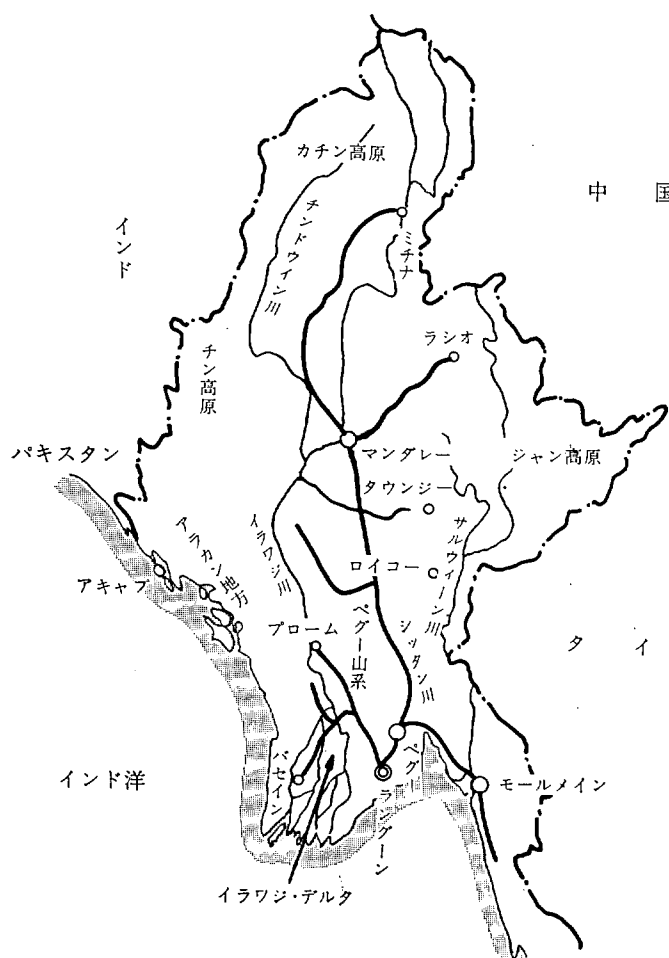 カチン高原
中国
インド
チンドウイン川
ミチナ
チン高原
ラシオ
パキスタン
マンダレー
ジャン高原
タウンジー
アラカン地方
イラワジ川
サルウィーン川
アキャブ
ロイコー
プローム
ペグー山系
シッタン川
タイ
インド洋
バセイン
ペグー
ラングーン
モールメイン
イラワジ・デルタ